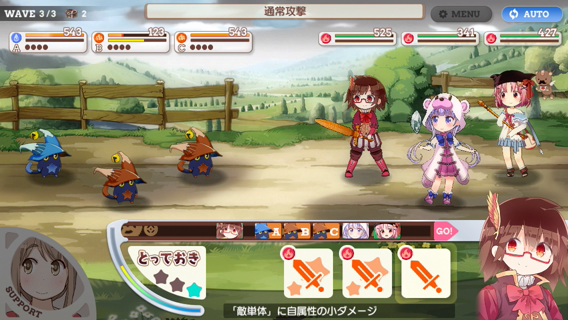 WAVE 3/3 2
通常攻撃
MENU
AUTO
543 123 543
A B C
525 341 427
A B C GO!
とっておき
SUPPORT
「敵単体」に自属性の小ダメージ